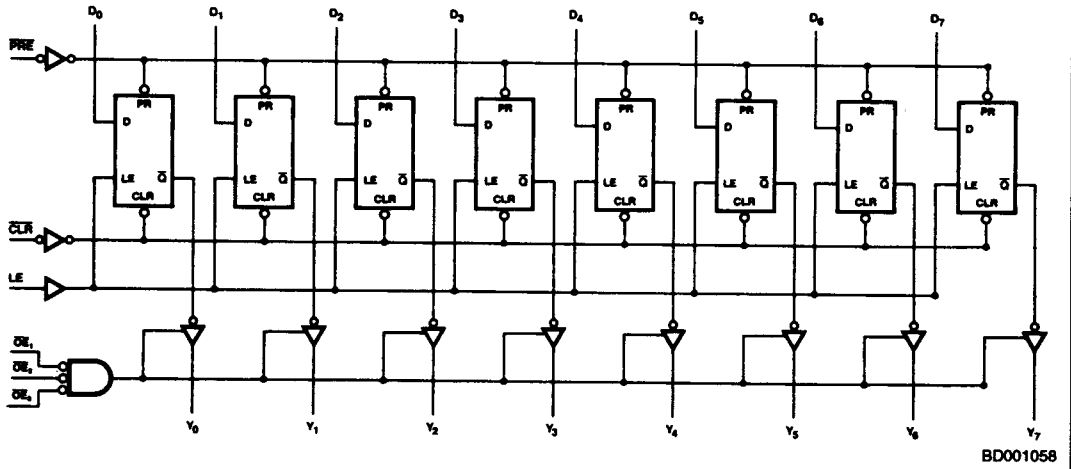 D0 D1 D2 D3 D4 D5 D6 D7
PRE
PR PR PR PR PR PR PR PR
D D D D D D D D
LE Q LE Q LE Q LE Q LE Q LE Q LE Q LE Q
CLR CLR CLR CLR CLR CLR CLR CLR
CLR
LE
OE1
OE2
OE3
Y0 Y1 Y2 Y3 Y4 Y5 Y6 Y7
BD001058